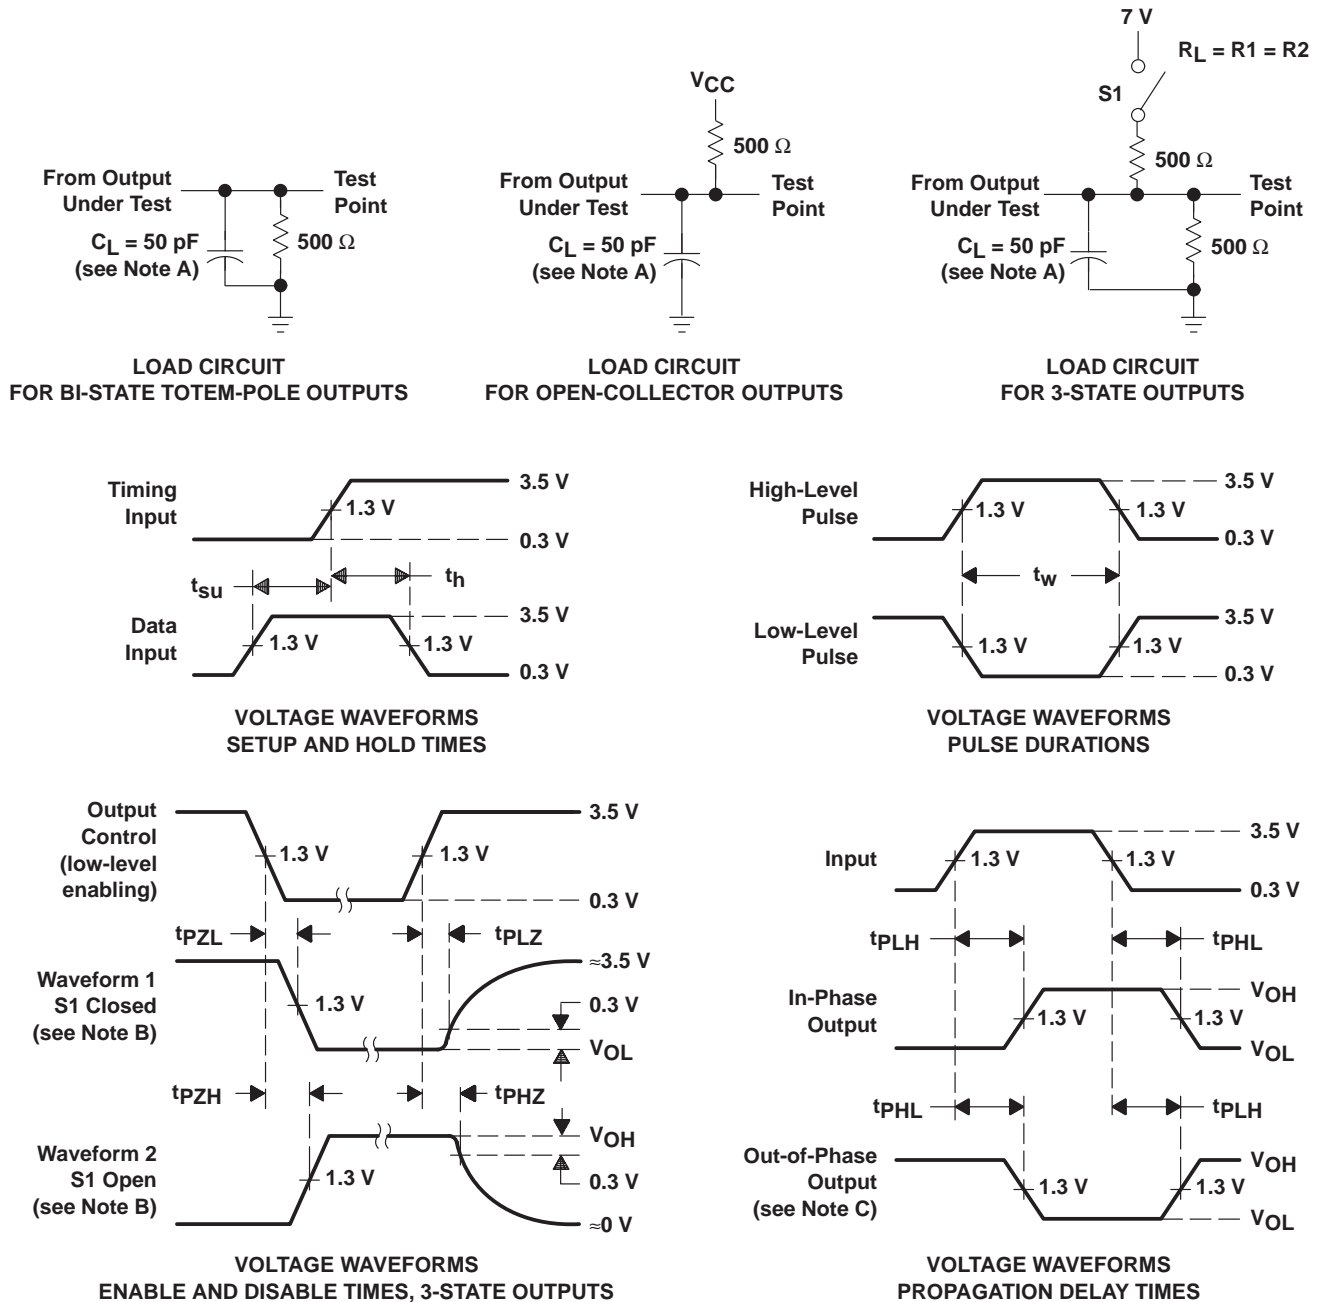 7 V
RL = R1 = R2
S1
VCC
500 Ω
500 Ω
From Output
Under Test
Test
Point
CL = 50 pF
(see Note A)
500 Ω
From Output
Under Test
Test
Point
CL = 50 pF
(see Note A)
From Output
Under Test
Test
Point
CL = 50 pF
(see Note A)
500 Ω
LOAD CIRCUIT
FOR BI-STATE TOTEM-POLE OUTPUTS
LOAD CIRCUIT
FOR OPEN-COLLECTOR OUTPUTS
LOAD CIRCUIT
FOR 3-STATE OUTPUTS
Timing
Input
1.3 V
3.5 V
0.3 V
tsu
th
Data
Input
1.3 V
1.3 V
3.5 V
0.3 V
VOLTAGE WAVEFORMS
SETUP AND HOLD TIMES
High-Level
Pulse
1.3 V
1.3 V
3.5 V
0.3 V
tw
Low-Level
Pulse
1.3 V
1.3 V
3.5 V
0.3 V
VOLTAGE WAVEFORMS
PULSE DURATIONS
Output
Control
(low-level
enabling)
1.3 V
1.3 V
3.5 V
0.3 V
tPZL
tPLZ
Waveform 1
S1 Closed
(see Note B)
1.3 V
≈3.5 V
0.3 V
VOL
tPZH
tPHZ
Waveform 2
S1 Open
(see Note B)
1.3 V
VOH
0.3 V
≈0 V
VOLTAGE WAVEFORMS
ENABLE AND DISABLE TIMES, 3-STATE OUTPUTS
Input
1.3 V
1.3 V
3.5 V
0.3 V
tPLH
tPHL
In-Phase
Output
1.3 V
1.3 V
VOH
VOL
tPHL
tPLH
Out-of-Phase
Output
(see Note C)
1.3 V
1.3 V
VOH
VOL
VOLTAGE WAVEFORMS
PROPAGATION DELAY TIMES